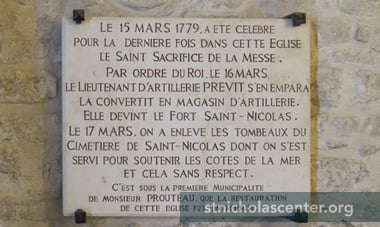 LE 15 MARS 1779, A ETE CELEBRE
POUR LA DERNIERE FOIS DANS CETTE EGLISE
LE SAINT SACRIFICE DE LA MESSE.
PAR ORDRE DU ROI, LE 16 MARS,
LE LIEUTENANT D'ARTILLERIE PREVIT S'EN EMPARA
LA CONVERTIT EN MAGASIN D'ARTILLERIE.
ELLE DEVINT LE FORT SAINT-NICOLAS.
LE 17 MARS, ON A ENLEVE LES TOMBEAUX DU
CIMETIERE DE SAINT-NICOLAS DONT ON S'EST
SERVI POUR SOUTENIR LES COTES DE LA MER
ET CELA SANS RESPECT.
C'EST SOUS LA PREMIERE MUNICIPALITE
DE MONSIEUR PROUTEAU, QUE LA RESTAURATION
DE CETTE EGLISE FUT
stnicholascenter.org